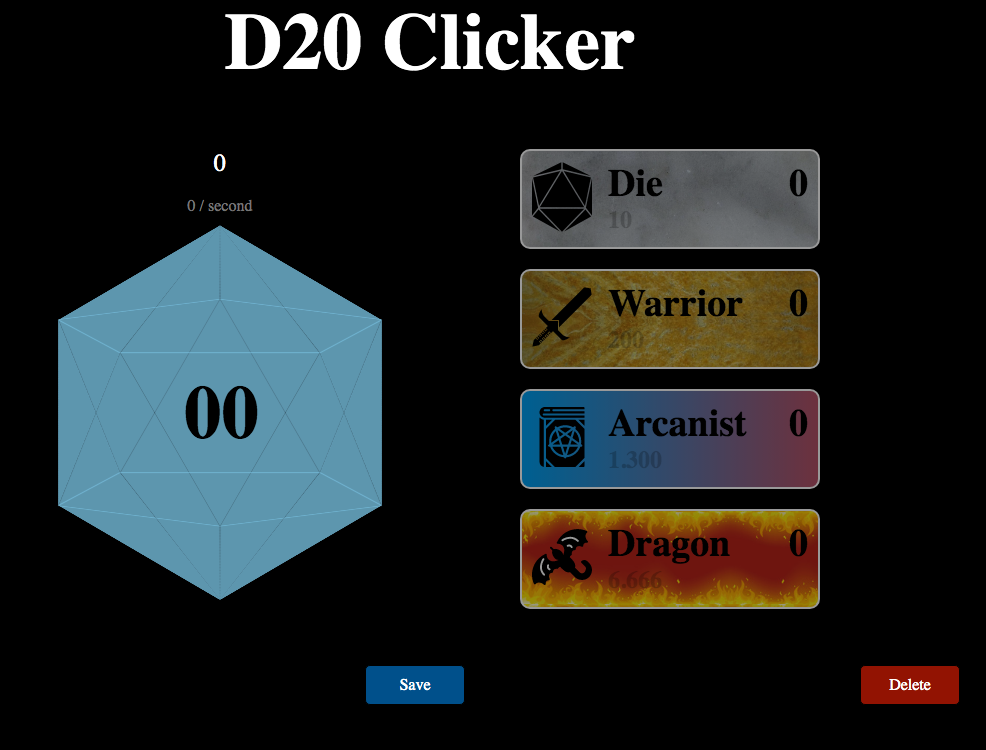 D20 Clicker
0
0 / second
00
Die 0
10
Warrior 0
200
Arcanist 0
1.300
Dragon 0
6.666
Save
Delete